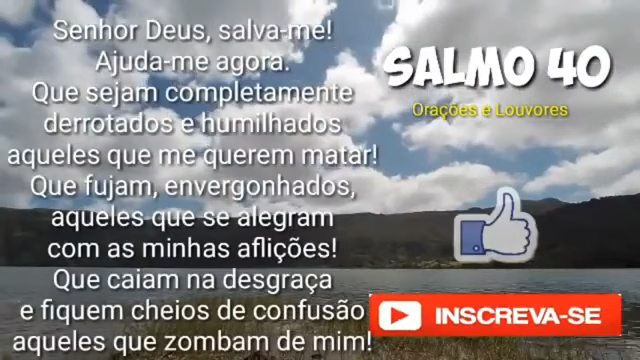 Senhor Deus, salva-me!
Ajuda-me agora.
Que sejam completamente
derrotados e humilhados
aqueles que me querem matar!
Que fujam, envergonhados,
aqueles que se alegram
com as minhas aflições!
Que caiam na desgraça
e fiquem cheios de confusão
aqueles que zombam de mim!
SALMO 40
Orações e Louvores
INSCREVA-SE